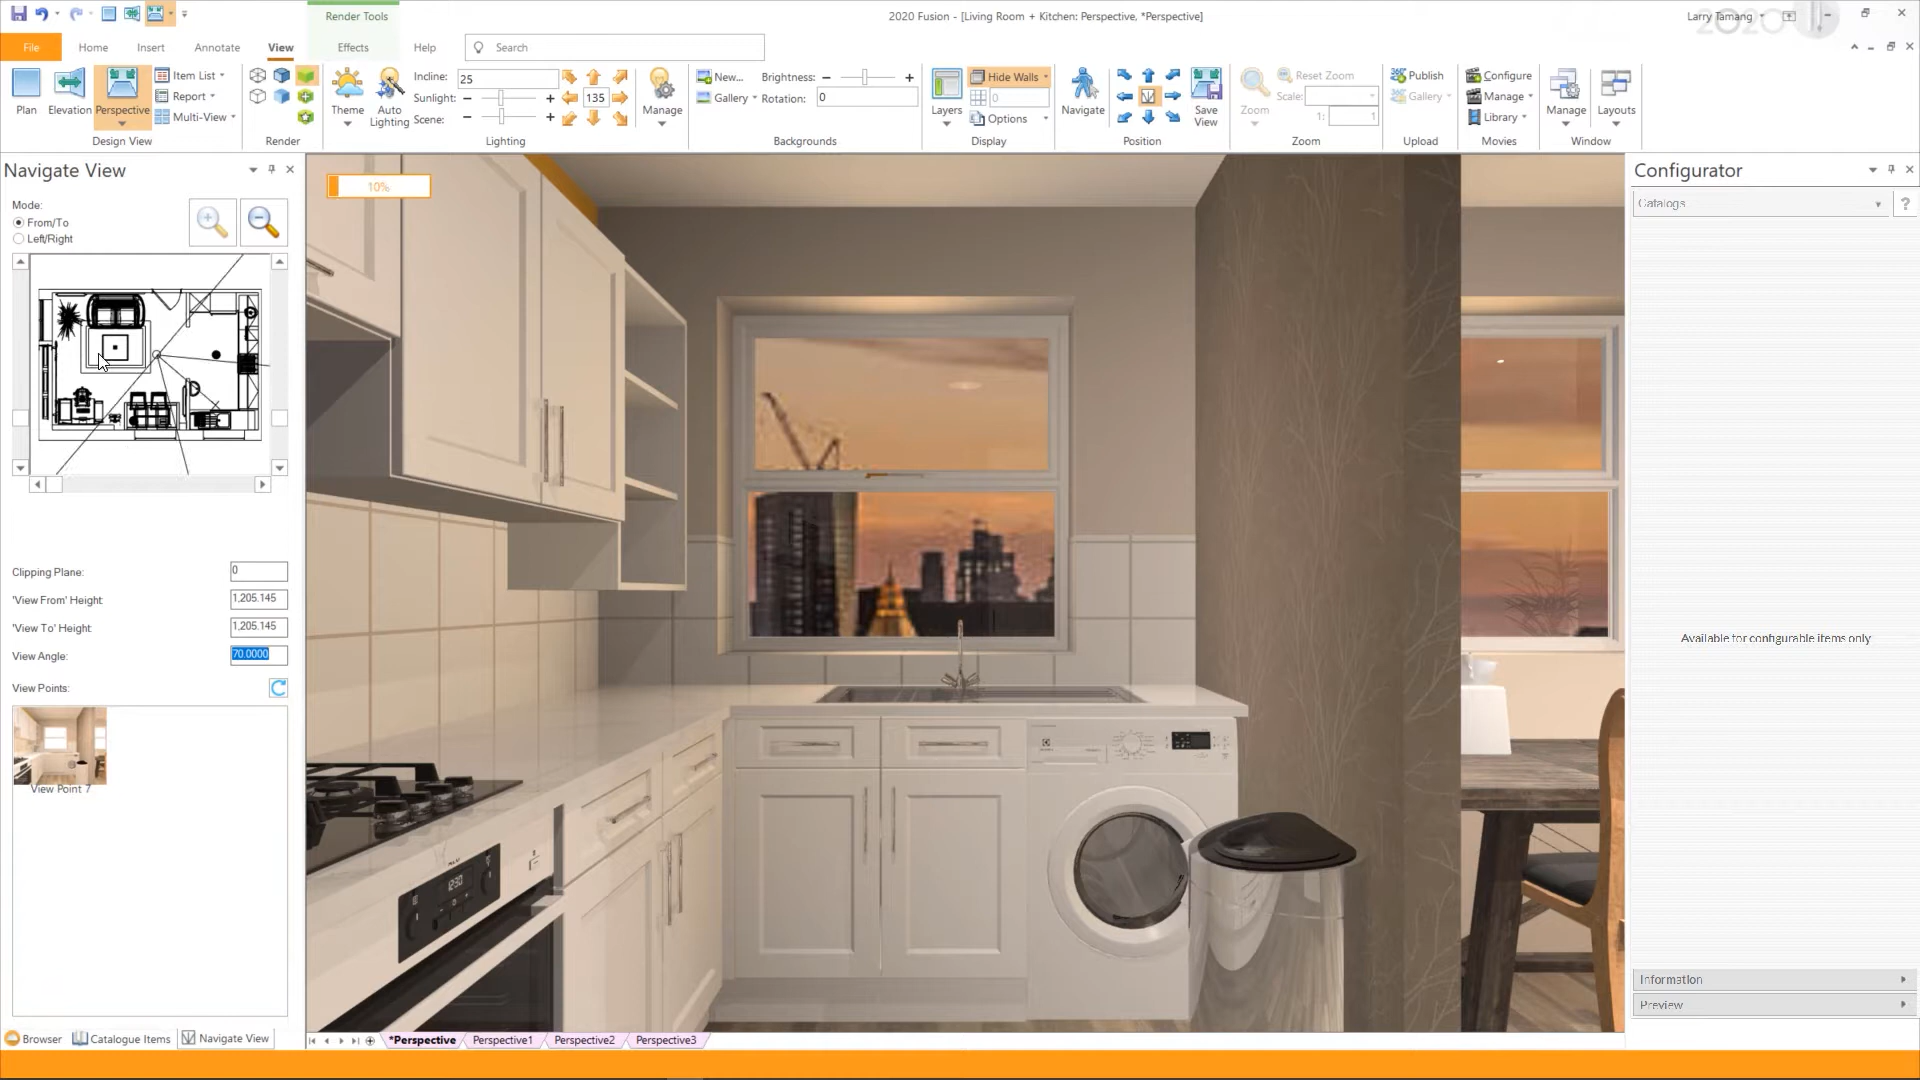 Render Tools
2020 Fusion - [Living Room + Kitchen: Perspective, *Perspective]
Larry Tamang
2020
File
Home
Insert
Annotate
View
Effects
Help
Search
Plan
Elevation
Perspective
Item List
Report
Multi-View
Design View
Render
Theme
Auto
Lighting
Incline: 25
Sunlight:
Scene:
135
Manage
Lighting
New...
Gallery
Brightness:
Rotation: 0
Backgrounds
Layers
Hide Walls
0
Options
Display
Navigate
Save
View
Position
Zoom
Reset Zoom
Scale:
1: 1
Zoom
Publish
Gallery
Upload
Configure
Manage
Library
Movies
Manage
Layouts
Window
Navigate View
Mode:
From/To
Left/Right
Clipping Plane: 0
'View From' Height: 1,205.145
'View To' Height: 1,205.145
View Angle: 70.0000
View Points:
View Point 7
10%
Configurator
Catalogs
?
Available for configurable items only
Information
Preview
Browser
Catalogue Items
Navigate View
*Perspective
Perspective1
Perspective2
Perspective3